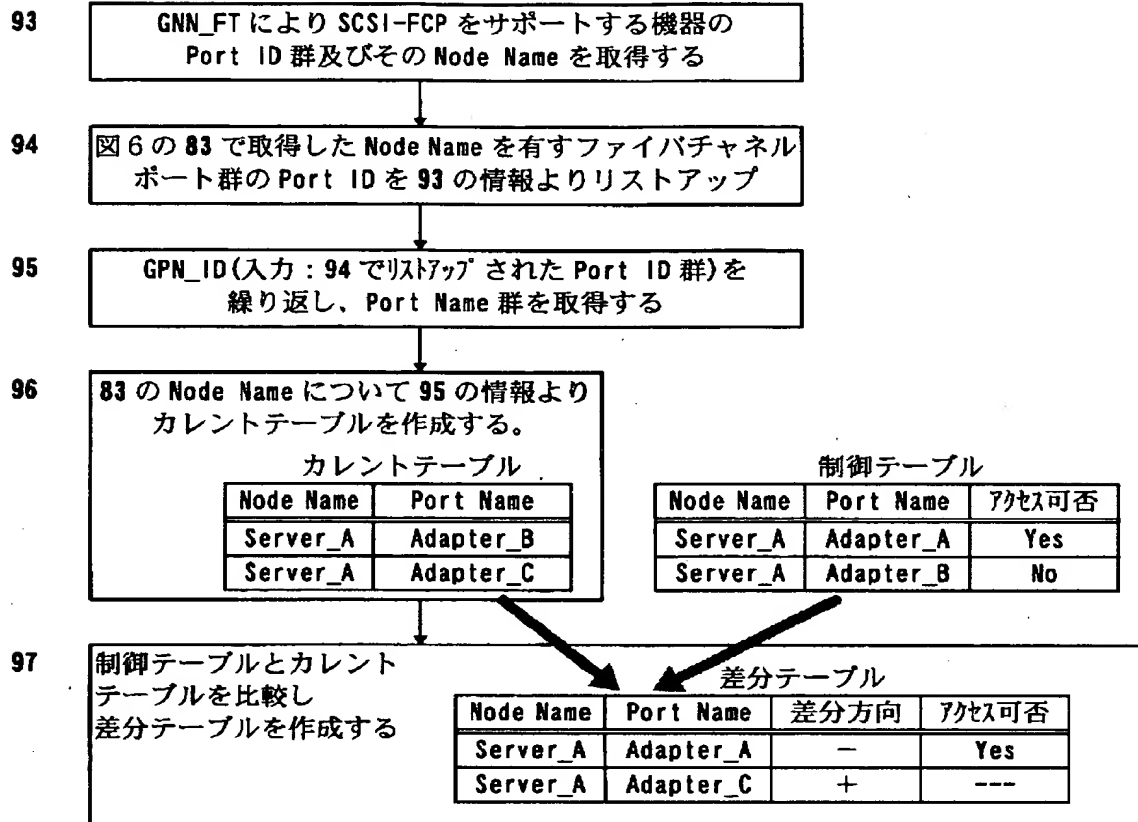 93
GNN_FT により SCSI-FCP をサポートする機器の
Port ID 群及びその Node Name を取得する
94
図6の 83 で取得した Node Name を有すファイバチャネル
ポート群の Port ID を 93 の情報よりリストアップ
95
GPN_ID(入力:94 でリストアップ された Port ID 群)を
繰り返し、Port Name 群を取得する
96
83 の Node Name について 95 の情報より
カレントテーブルを作成する。
カレントテーブル
Node Name Port Name
Server_A Adapter_B
Server_A Adapter_C
制御テーブル
Node Name Port Name アクセス可否
Server_A Adapter_A Yes
Server_A Adapter_B No
97
制御テーブルとカレント
テーブルを比較し
差分テーブルを作成する
差分テーブル
Node Name Port Name 差分方向 アクセス可否
Server_A Adapter_A － Yes
Server_A Adapter_C ＋ ---